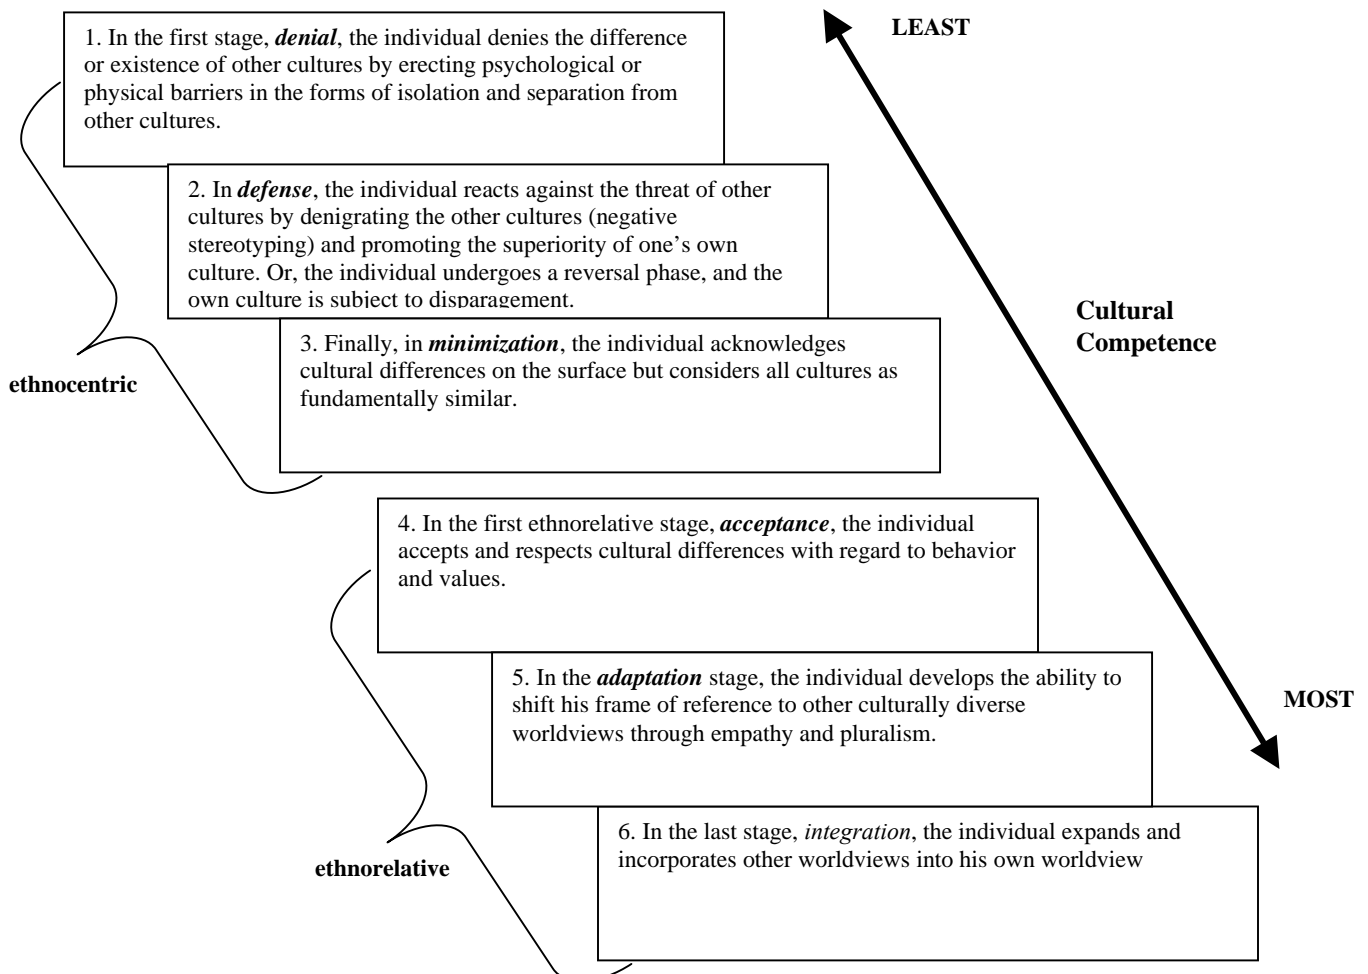 LEAST
1. In the first stage, denial, the individual denies the difference
or existence of other cultures by erecting psychological or
physical barriers in the forms of isolation and separation from
other cultures.
2. In defense, the individual reacts against the threat of other
cultures by denigrating the other cultures (negative
stereotyping) and promoting the superiority of one’s own
culture. Or, the individual undergoes a reversal phase, and the
own culture is subject to disparagement.
Cultural
Competence
3. Finally, in minimization, the individual acknowledges
cultural differences on the surface but considers all cultures as
fundamentally similar.
ethnocentric
4. In the first ethnorelative stage, acceptance, the individual
accepts and respects cultural differences with regard to behavior
and values.
5. In the adaptation stage, the individual develops the ability to
shift his frame of reference to other culturally diverse
worldviews through empathy and pluralism.
MOST
6. In the last stage, integration, the individual expands and
incorporates other worldviews into his own worldview
ethnorelative